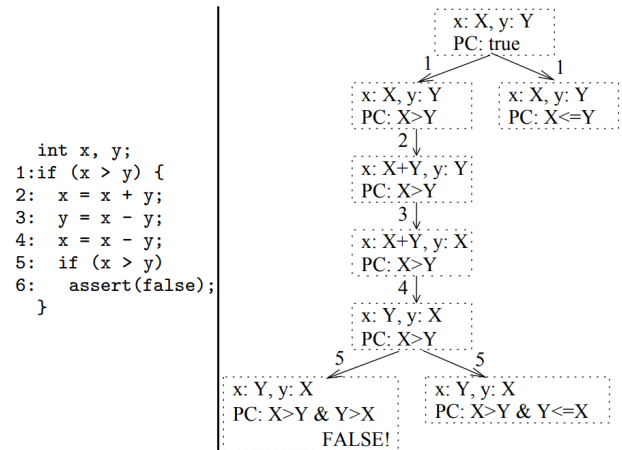 int x, y;
1:if (x > y) {
2: x = x + y;
3: y = x - y;
4: x = x - y;
5: if (x > y)
6: assert(false);
}
x: X, y: Y
PC: true
1
1
x: X, y: Y
PC: X>Y
x: X, y: Y
PC: X<=Y
2
x: X+Y, y: Y
PC: X>Y
3
x: X+Y, y: X
PC: X>Y
4
x: Y, y: X
PC: X>Y
5
5
x: Y, y: X
PC: X>Y & Y>X
FALSE!
x: Y, y: X
PC: X>Y & Y<=X